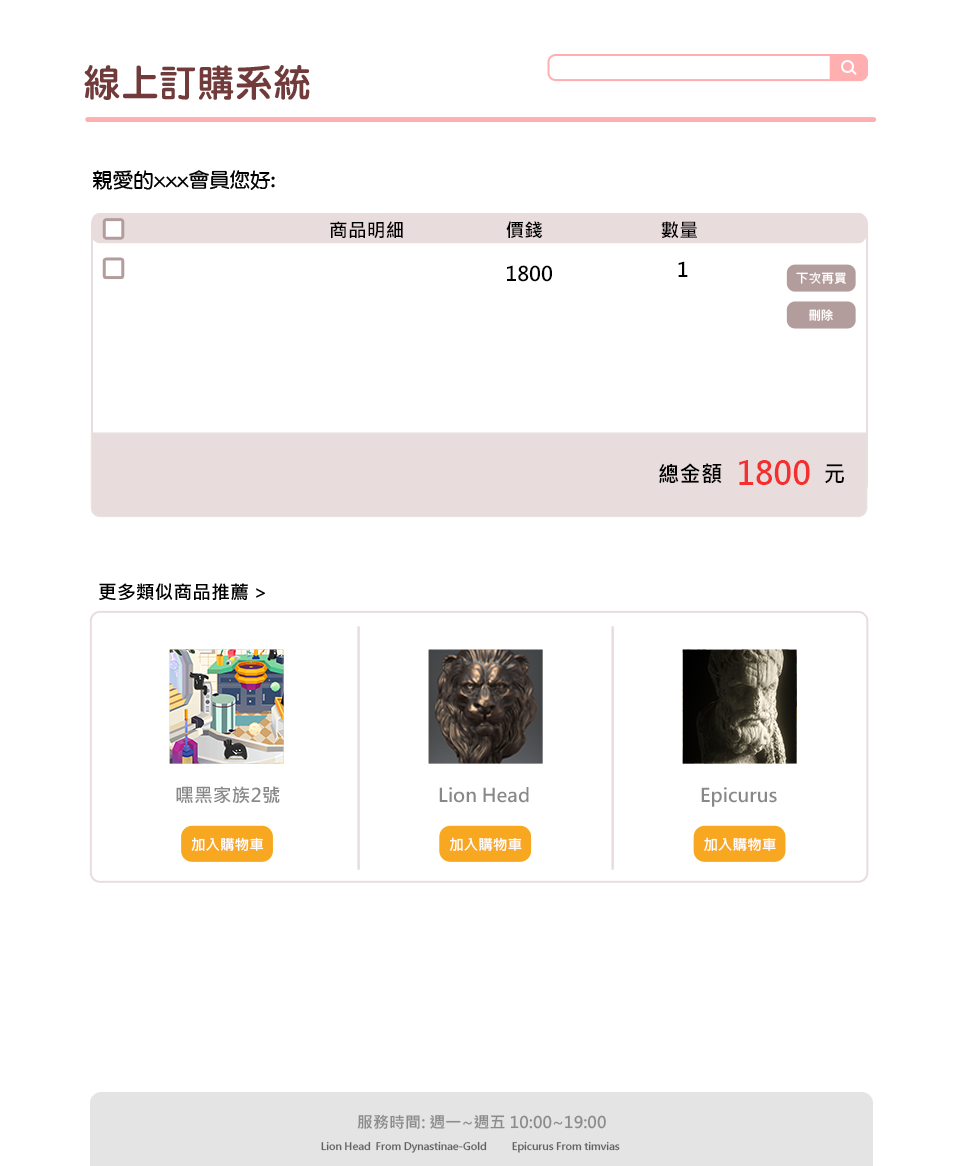 線上訂購系統
親愛的×××會員您好:
商品明細 價錢 數量
1800 1 下次再買
刪除
總金額 1800 元
更多類似商品推薦 >
嘿黑家族2號 Lion Head Epicurus
加入購物車 加入購物車 加入購物車
服務時間: 週一~週五 10:00~19:00
Lion Head From Dynastinae-Gold Epicurus From timvias